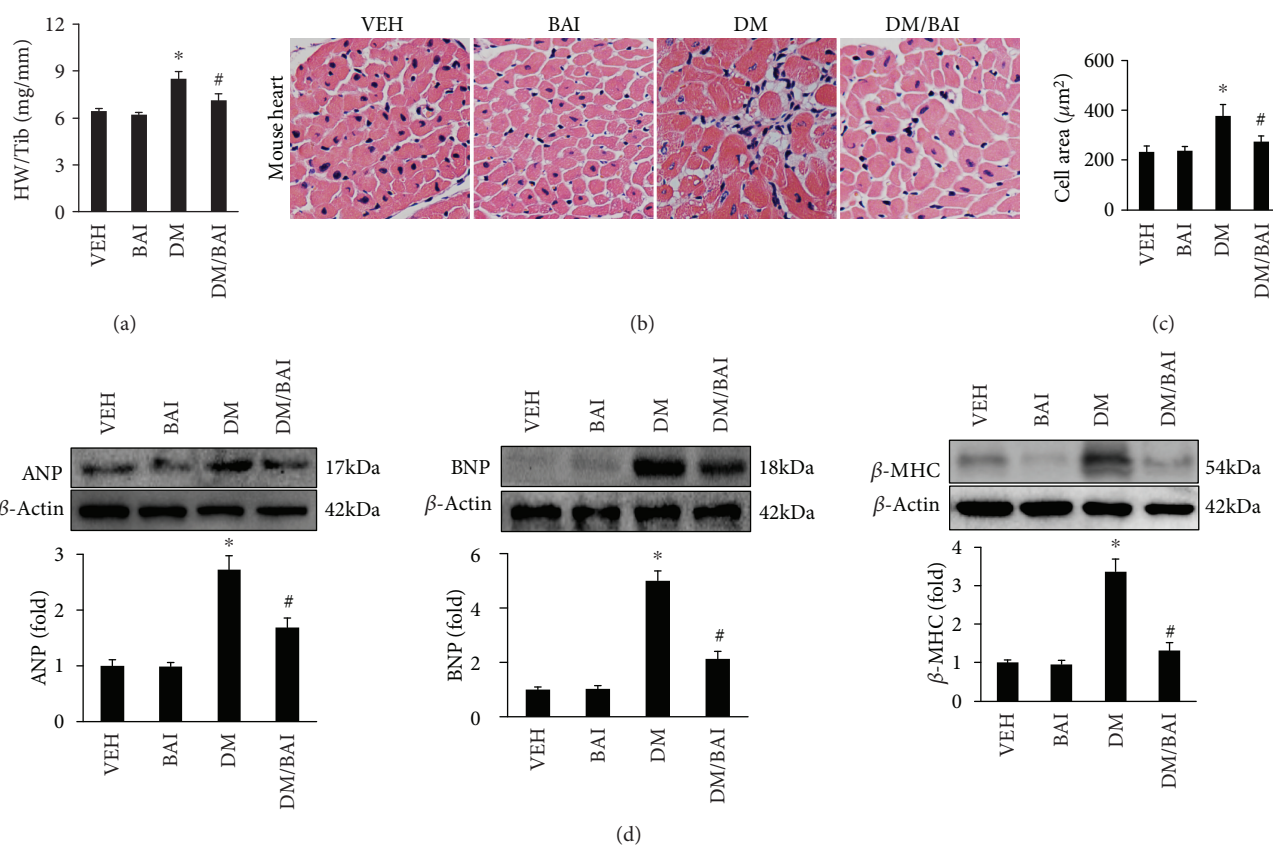 12
9
6
3
0
HW/Tib (mg/mm)
*
#
VEH
BAI
DM
DM/BAI
(a)
VEH
BAI
DM
DM/BAI
Mouse heart
(b)
600
400
200
0
Cell area (μm²)
*
#
VEH
BAI
DM
DM/BAI
(c)
VEH
BAI
DM
DM/BAI
ANP
17kDa
β-Actin
42kDa
3
2
1
0
ANP (fold)
*
#
VEH
BAI
DM
DM/BAI
VEH
BAI
DM
DM/BAI
BNP
18kDa
β-Actin
42kDa
6
4
2
0
BNP (fold)
*
#
VEH
BAI
DM
DM/BAI
VEH
BAI
DM
DM/BAI
β-MHC
54kDa
β-Actin
42kDa
4
3
2
1
0
β-MHC (fold)
*
#
VEH
BAI
DM
DM/BAI
(d)